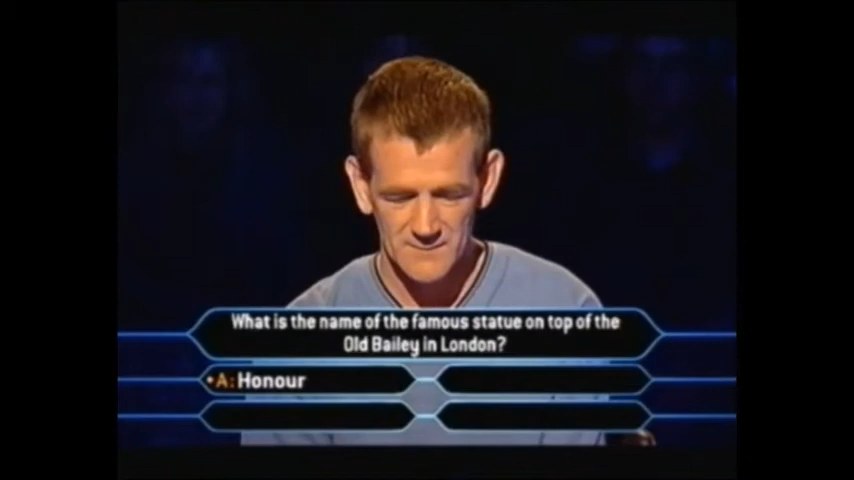 What is the name of the famous statue on top of the
Old Bailey in London?
A: Honour